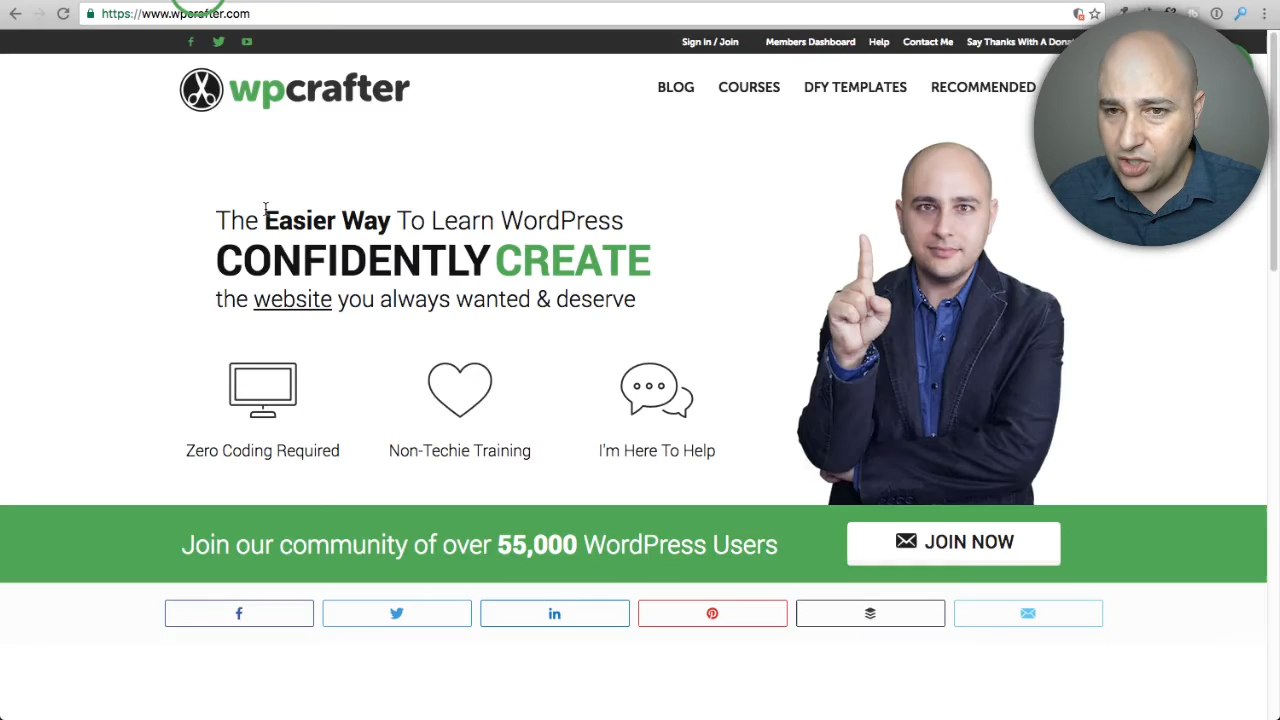 https://www.wpcrafter.com
Sign in / Join Members Dashboard Help Contact Me Say Thanks With A
wpcrafter
BLOG COURSES DFY TEMPLATES RECOMMENDED
The Easier Way To Learn WordPress
CONFIDENTLY CREATE
the website you always wanted & deserve
Zero Coding Required Non-Techie Training I'm Here To Help
Join our community of over 55,000 WordPress Users JOIN NOW